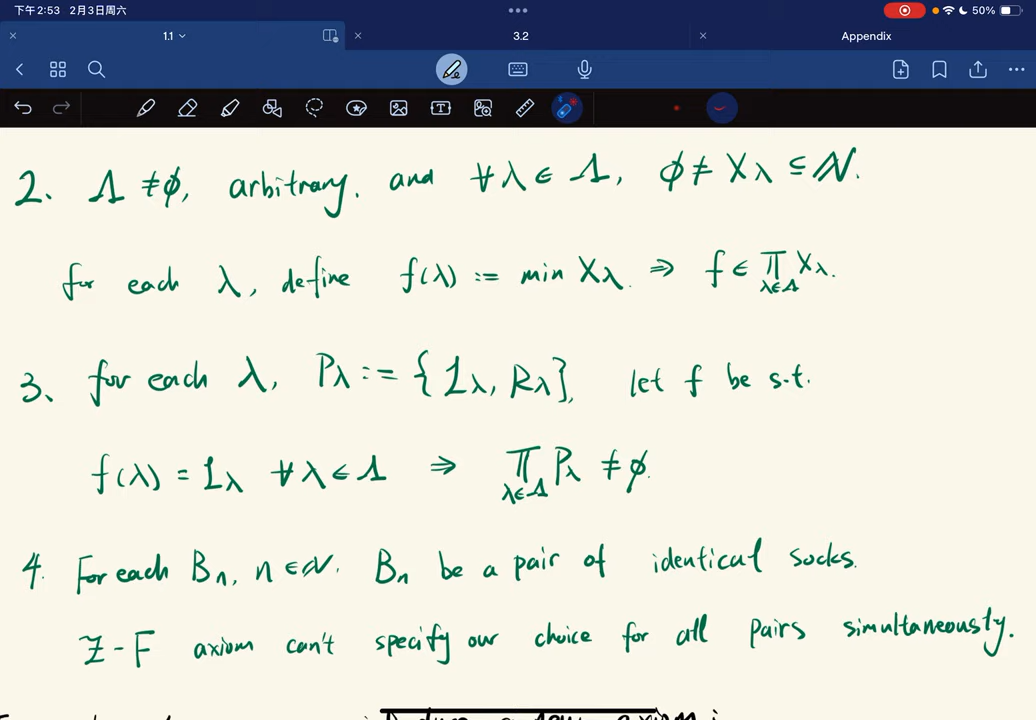 下午2:53 2月3日周六
50%
1.1 3.2 Appendix
2. Λ ≠ ϕ, arbitrary. and ∀λ ∈ Λ, ϕ ≠ Xλ ⊆ ℕ.
for each λ, define f(λ) := min Xλ. ⇒ f ∈ ∏ Xλ.
λ∈Λ
3. for each λ, Pλ := {Lλ, Rλ}, let f be s.t.
f(λ) = Lλ ∀λ ∈ Λ ⇒ ∏ Pλ ≠ ϕ.
λ∈Λ
4. For each Bn, n ∈ ℕ. Bn be a pair of identical socks.
Z-F axiom can't specify our choice for all pairs simultaneously.